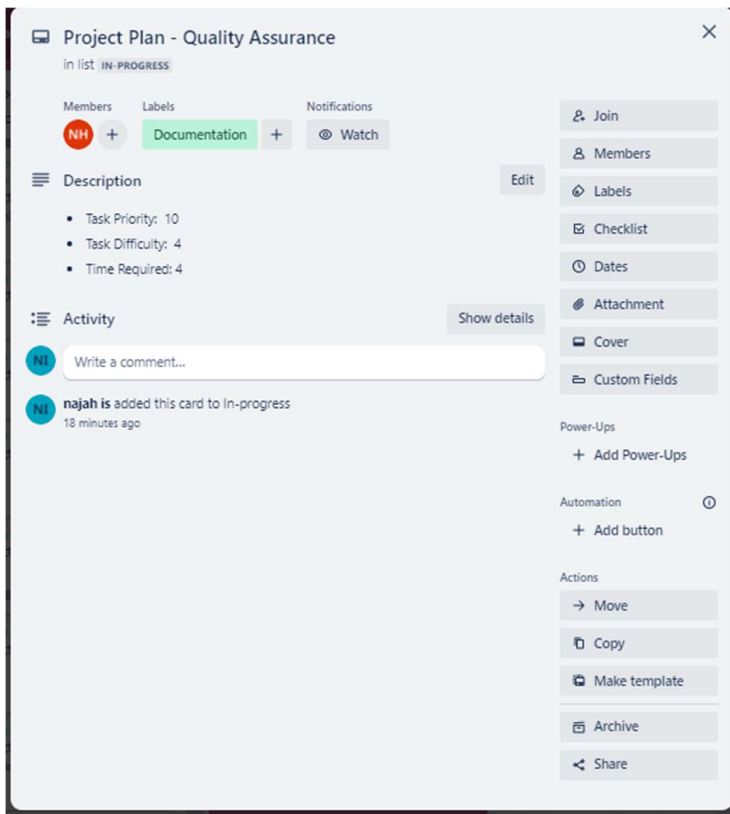 Project Plan - Quality Assurance
in list IN-PROGRESS
Members Labels Notifications
NH + Documentation + Watch
Description Edit
• Task Priority: 10
• Task Difficulty: 4
• Time Required: 4
Activity Show details
NI Write a comment...
NI najah is added this card to In-progress
18 minutes ago
Join
Members
Labels
Checklist
Dates
Attachment
Cover
Custom Fields
Power-Ups
+ Add Power-Ups
Automation
+ Add button
Actions
→ Move
Copy
Make template
Archive
Share